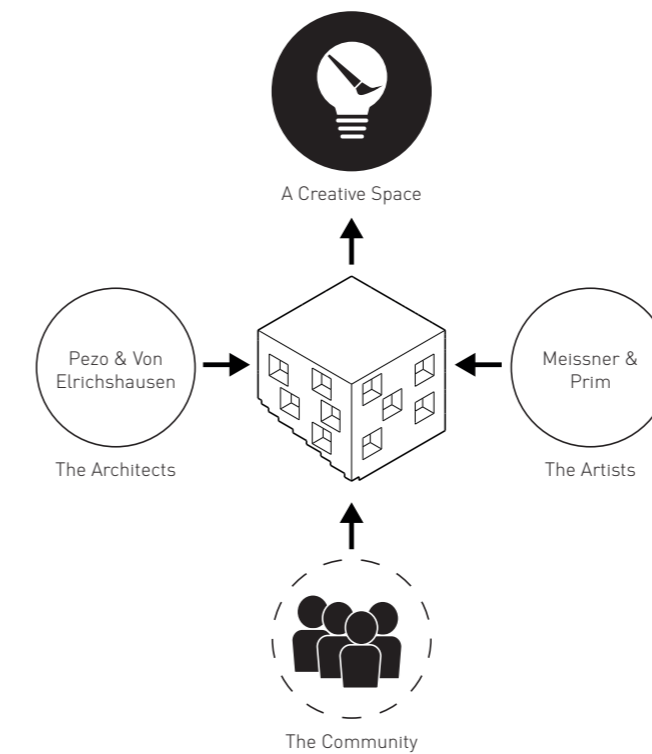 A Creative Space
Pezo & Von
Elrichshausen
The Architects
Meissner &
Prim
The Artists
The Community